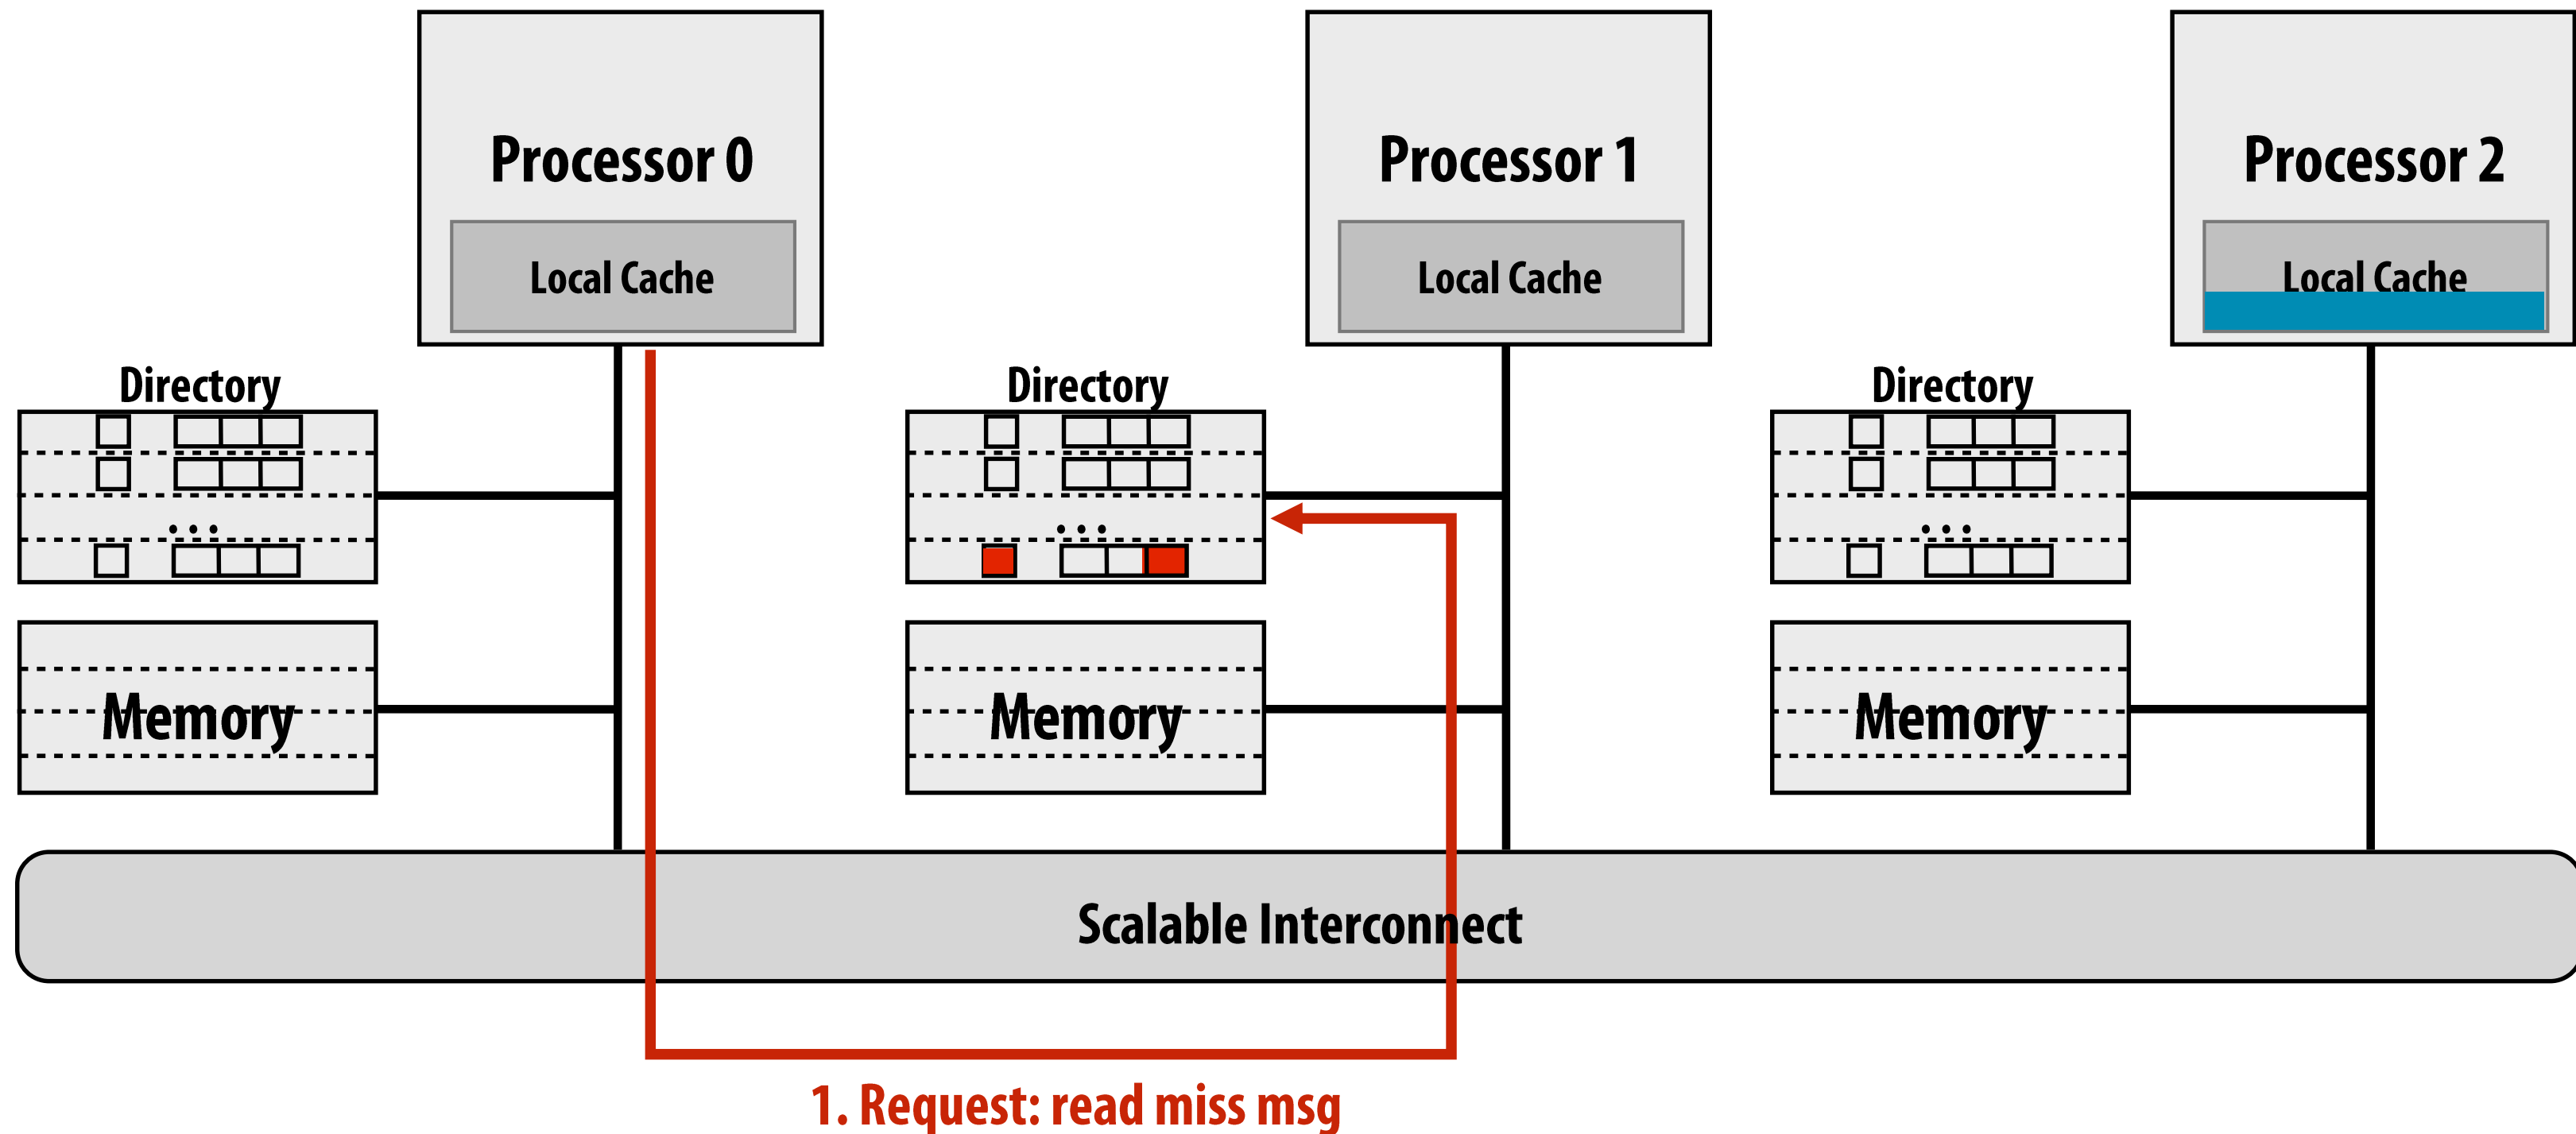 Processor 0
Processor 1
Processor 2
Local Cache
Local Cache
Local Cache
Directory
Directory
Directory
...
...
...
Memory
Memory
Memory
Scalable Interconnect
1. Request: read miss msg